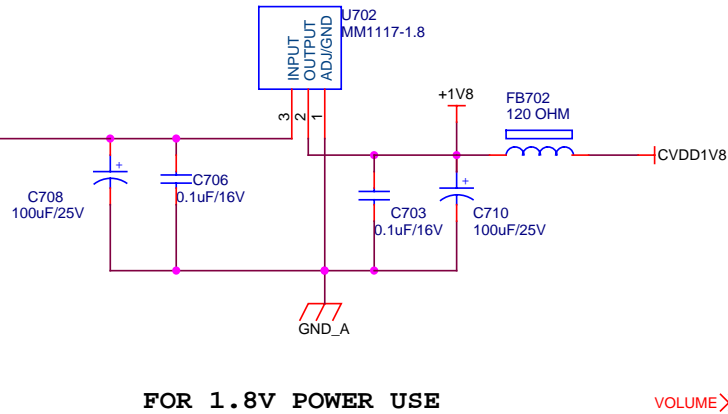 U702
MM1117-1.8
INPUT
OUTPUT
ADJ/GND
3
2
1
+1V8
FB702
120 OHM
CVDD1V8
C708
100uF/25V
+
C706
0.1uF/16V
C703
0.1uF/16V
+
C710
100uF/25V
GND_A
FOR 1.8V POWER USE
VOLUME